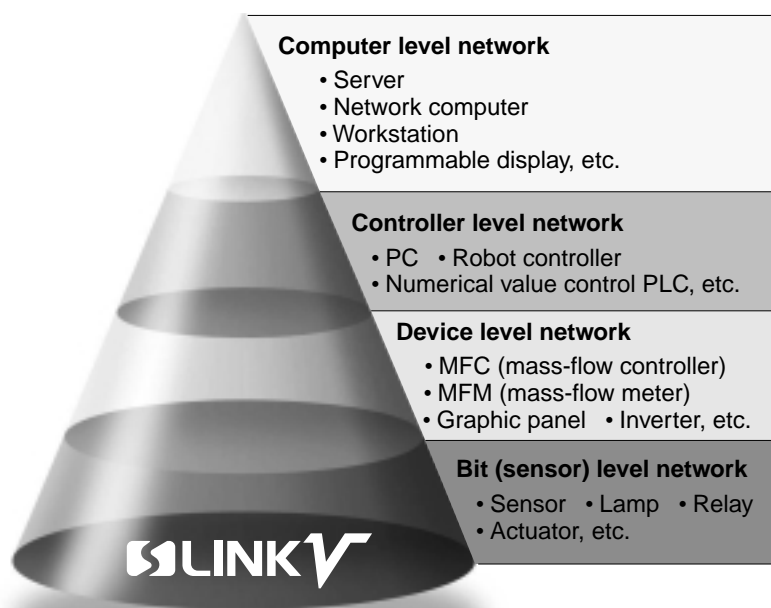 Computer level network
• Server
• Network computer
• Workstation
• Programmable display, etc.
Controller level network
• PC • Robot controller
• Numerical value control PLC, etc.
Device level network
• MFC (mass-flow controller)
• MFM (mass-flow meter)
• Graphic panel • Inverter, etc.
Bit (sensor) level network
• Sensor • Lamp • Relay
• Actuator, etc.
S LINK V